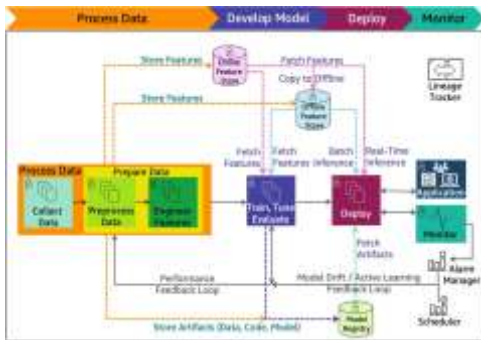 Process Data
Develop Model
Deploy
Monitor
Store Features
Online
Feature
Store
Fetch Features
Copy to Offline
Lineage
Tracker
Store Features
Offline
Feature
Store
Fetch
Features
Fetch
Features
Batch
Inference
Real-Time
Inference
Process Data
Prepare Data
Collect
Data
Preprocess
Data
Engineer
Features
Train, Tune
Evaluate
Deploy
Applications
Monitor
Fetch
Artifacts
Alarm
Manager
Performance
Feedback Loop
Model Drift / Active Learning
Feedback Loop
Store Artifacts (Data, Code, Model)
Model
Registry
Scheduler